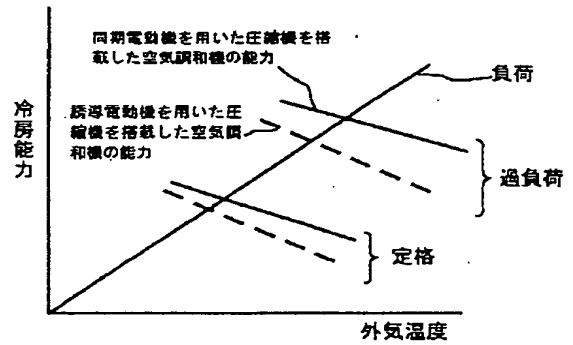 同期電動機を用いた圧縮機を搭
載した空気調和機の能力
負荷
冷房能力
誘導電動機を用いた圧
縮機を搭載した空気調
和機の能力
過負荷
定格
外気温度